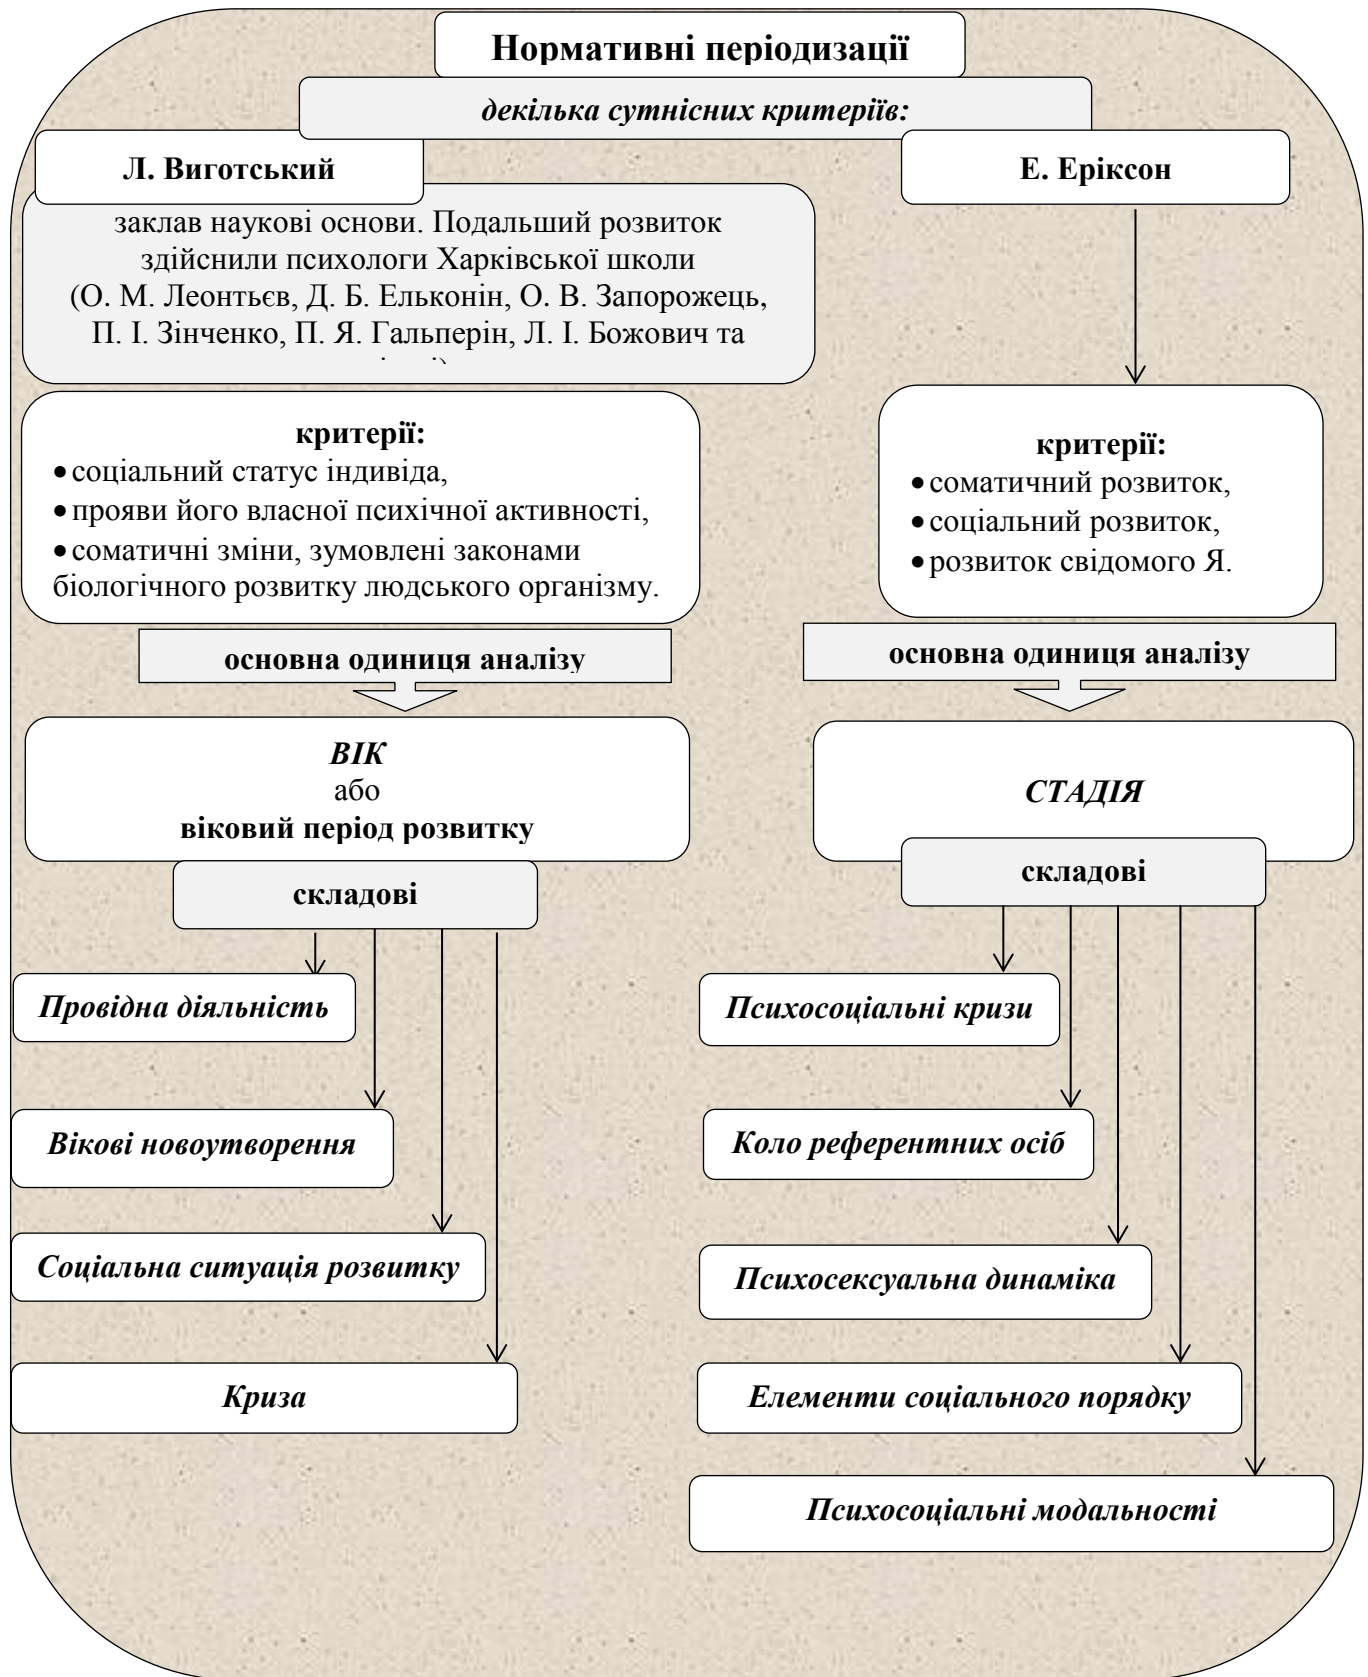 Нормативні періодизації
декілька сутнісних критеріїв:
Л. Виготський
заклав наукові основи. Подальший розвиток
здійснили психологи Харківської школи
(О. М. Леонтьєв, Д. Б. Ельконін, О. В. Запорожець,
П. І. Зінченко, П. Я. Гальперін, Л. І. Божович та
критерії:
• соціальний статус індивіда,
• прояви його власної психічної активності,
• соматичні зміни, зумовлені законами
біологічного розвитку людського організму.
основна одиниця аналізу
ВІК
або
віковий період розвитку
складові
Провідна діяльність
Вікові новоутворення
Соціальна ситуація розвитку
Криза
Е. Еріксон
критерії:
• соматичний розвиток,
• соціальний розвиток,
• розвиток свідомого Я.
основна одиниця аналізу
СТАДІЯ
складові
Психосоціальні кризи
Коло референтних осіб
Психосексуальна динаміка
Елементи соціального порядку
Психосоціальні модальності